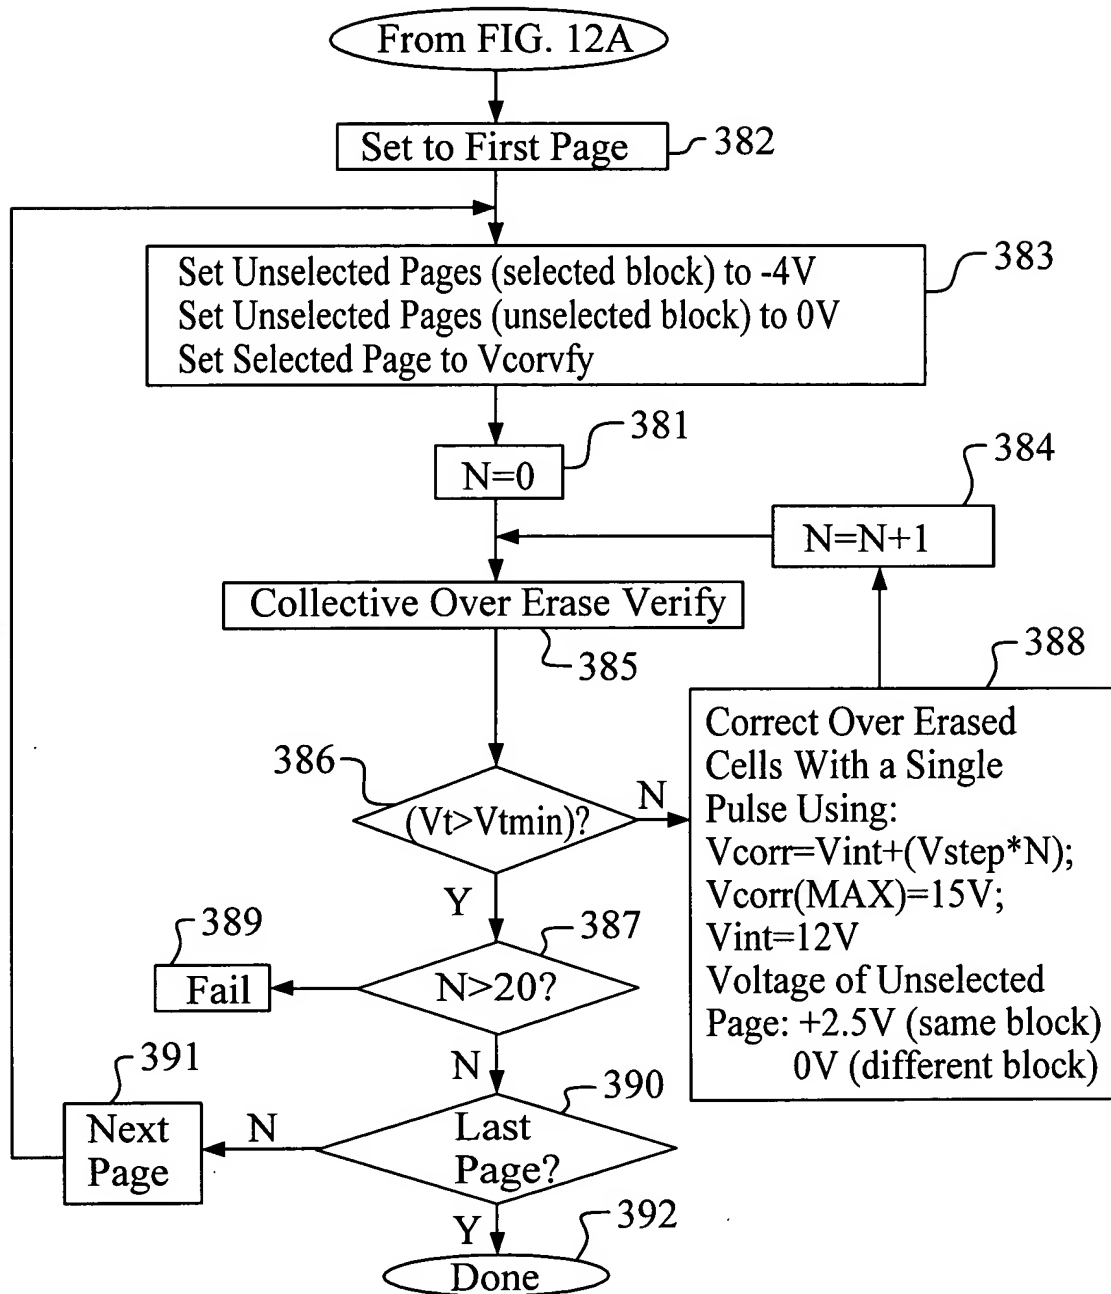 From FIG. 12A
Set to First Page
382
Set Unselected Pages (selected block) to -4V
Set Unselected Pages (unselected block) to 0V
Set Selected Page to Vcorvfy
383
N=0
381
N=N+1
384
Collective Over Erase Verify
385
386
(Vt>Vtmin)?
N
Y
388
Correct Over Erased
Cells With a Single
Pulse Using:
Vcorr=Vint+(Vstep*N);
Vcorr(MAX)=15V;
Vint=12V
Voltage of Unselected
Page: +2.5V (same block)
0V (different block)
389
Fail
387
N>20?
N
391
Next
Page
N
390
Last
Page?
Y
392
Done